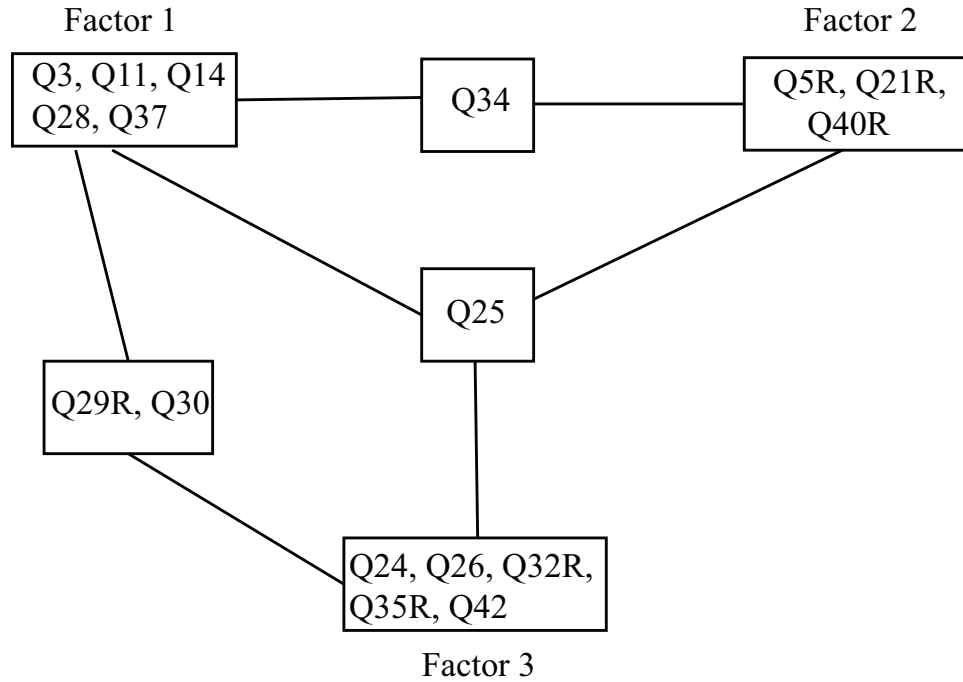 Factor 1
Factor 2
Q3, Q11, Q14
Q28, Q37
Q34
Q5R, Q21R,
Q40R
Q25
Q29R, Q30
Q24, Q26, Q32R,
Q35R, Q42
Factor 3